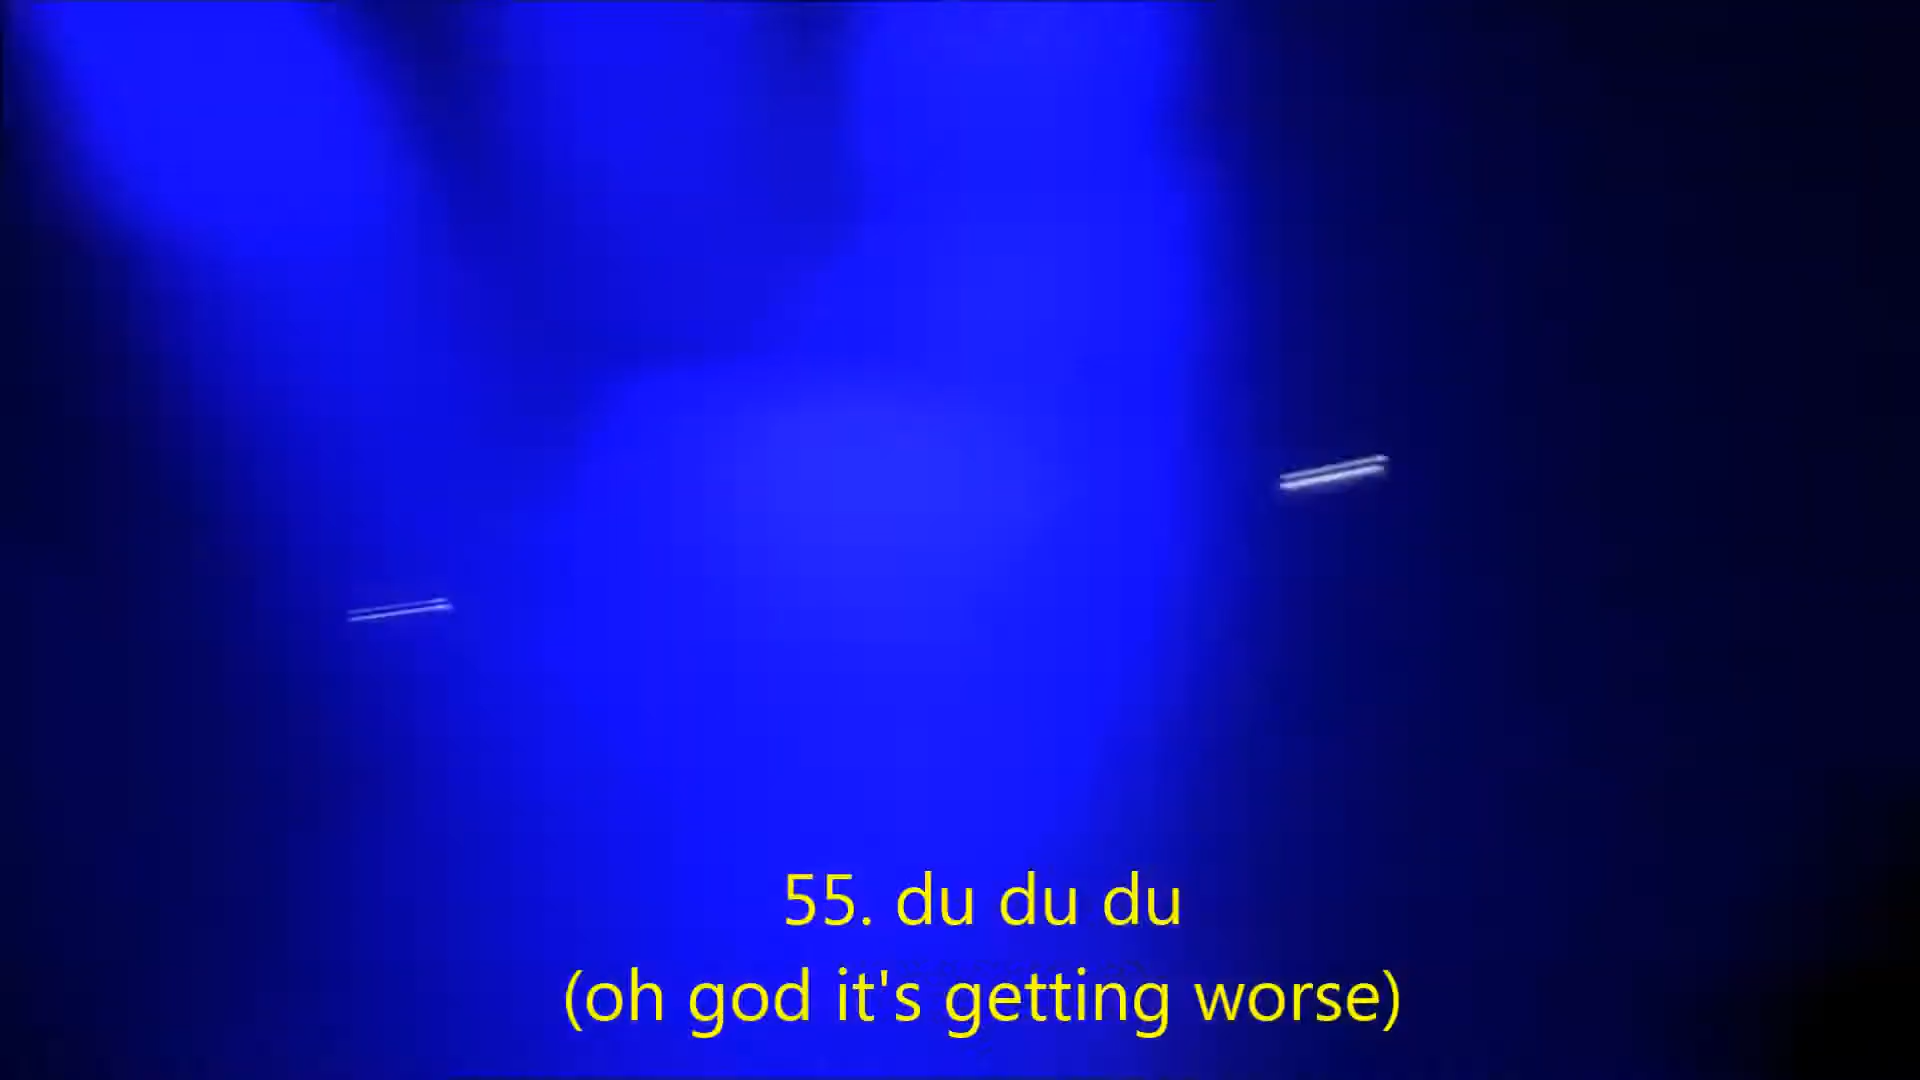 55. du du du
(oh god it's getting worse)